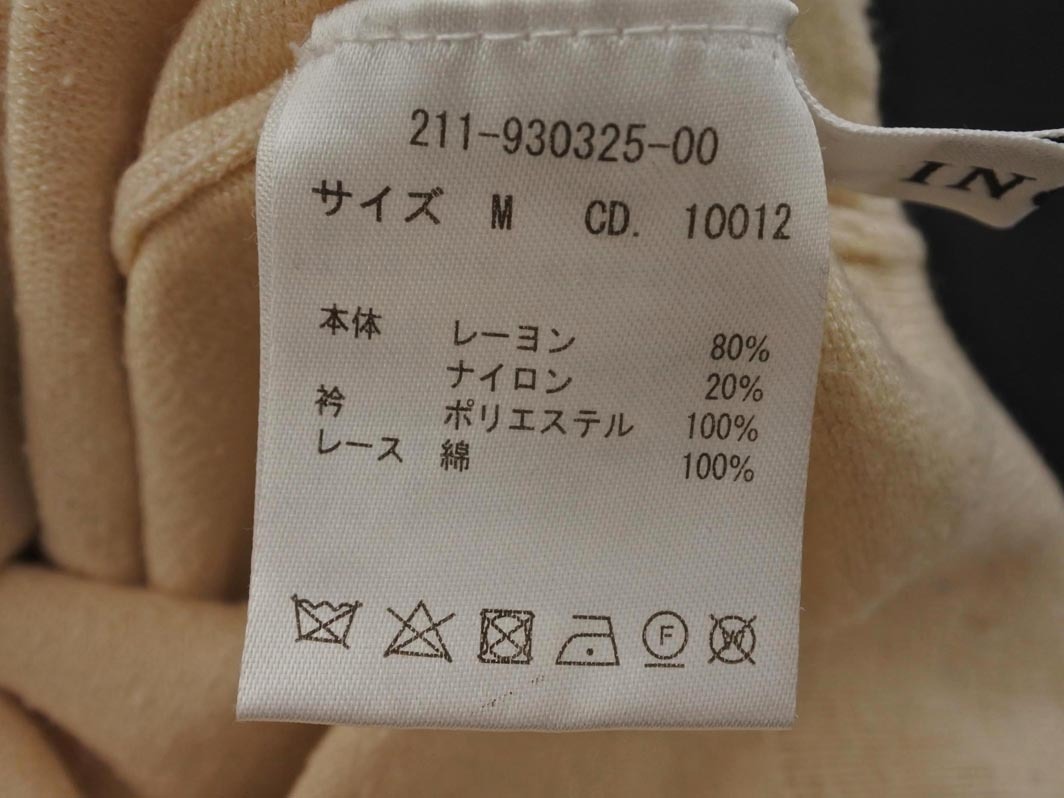 211-930325-00
サイズ M CD. 10012
IN
本体 レーヨン 80%
ナイロン 20%
衿 ポリエステル 100%
レース 綿 100%
F W